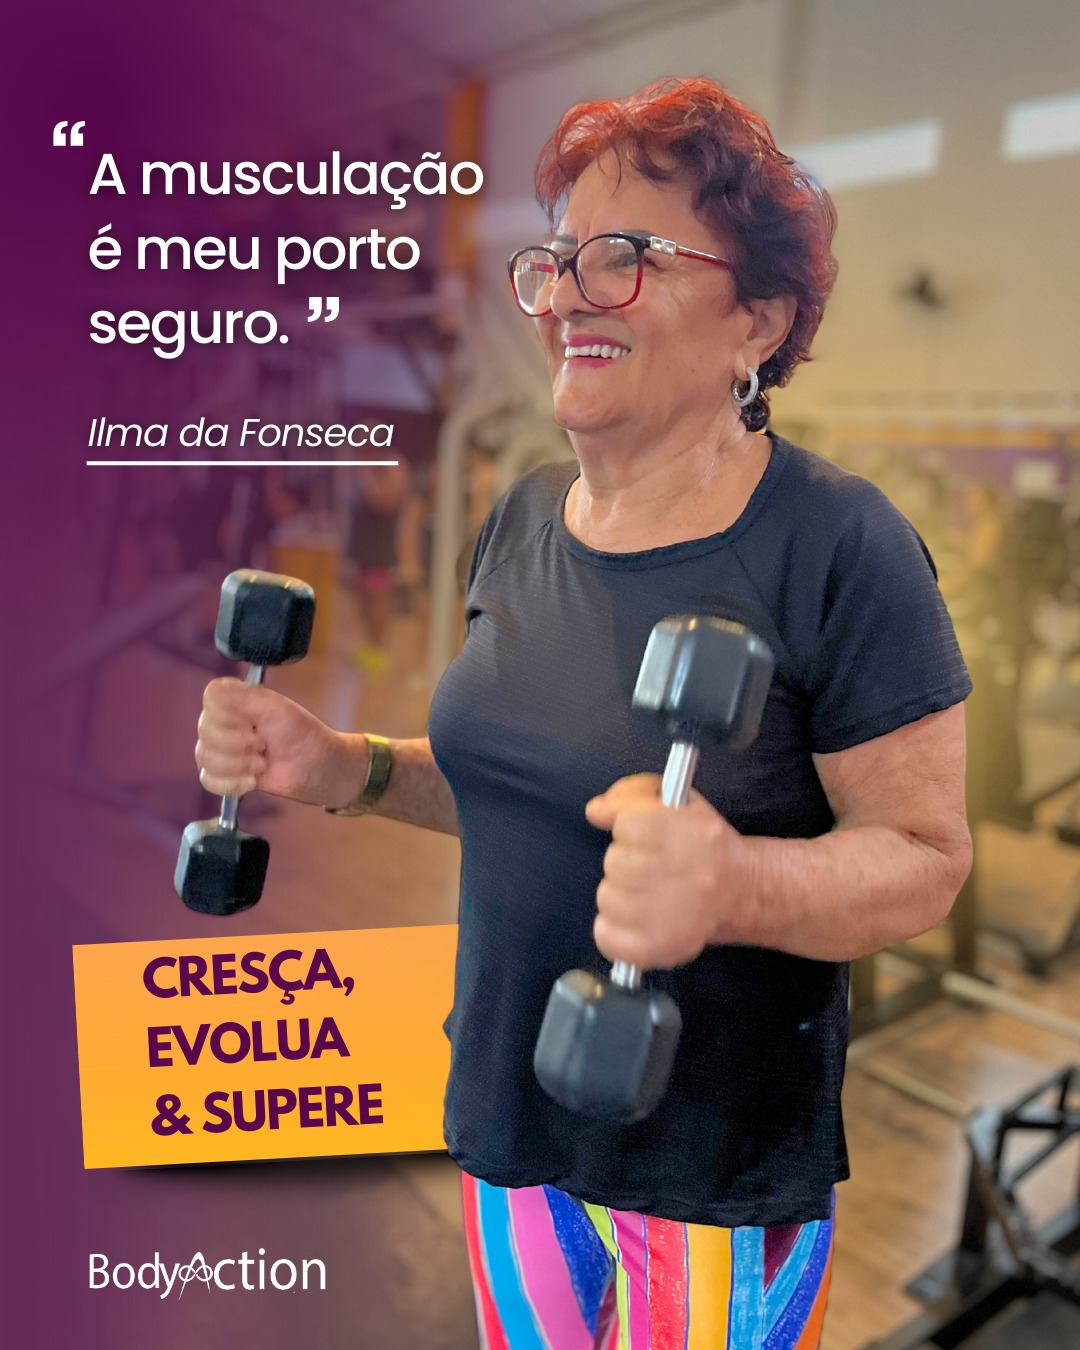 “A musculação
é meu porto
seguro.”
Ilma da Fonseca
CRESÇA,
EVOLUA
& SUPERE
BodyAction